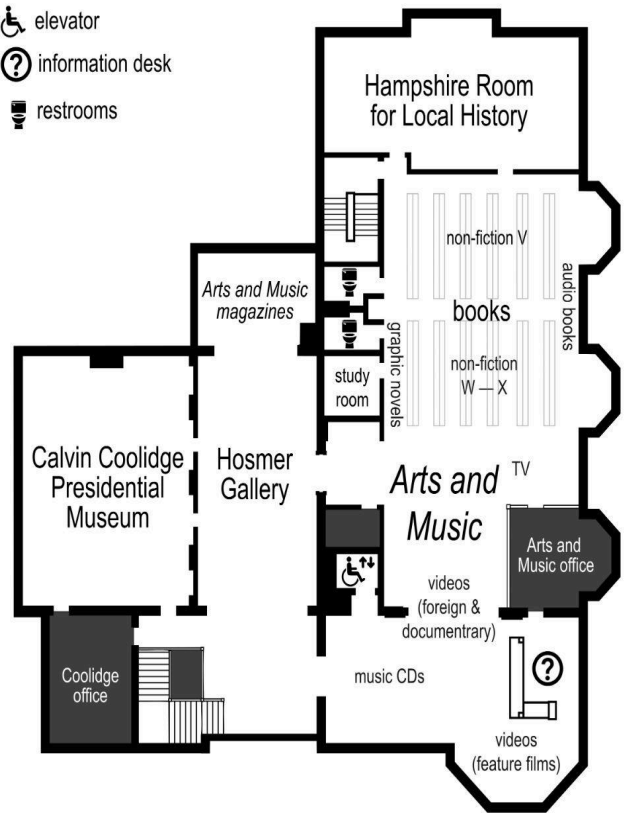 elevator
? information desk
restrooms
Hampshire Room
for Local History
non-fiction V
audio books
Arts and Music
magazines
books
graphic novels
non-fiction
W — X
study
room
Calvin Coolidge
Presidential
Museum
Hosmer
Gallery
Arts and
Music
TV
Arts and
Music office
videos
(foreign &
documentrary)
Coolidge
office
music CDs
?
videos
(feature films)